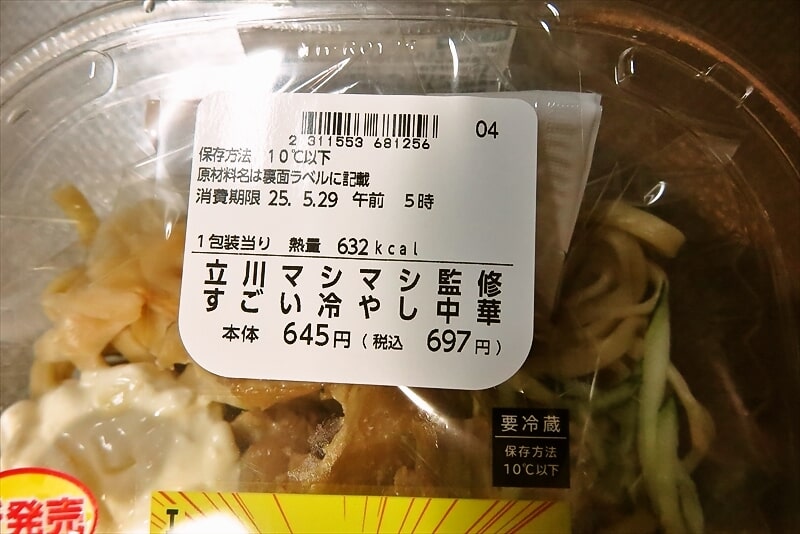 04
2 311553 681256
保存方法 10℃以下
原材料名は裏面ラベルに記載
消費期限 25. 5.29 午前 5時
1包装当り 熱量 632kcal
立川マシマシ監修
すごい冷やし中華
本体 645円(税込 697円)
要冷蔵
保存方法
10℃以下
発売